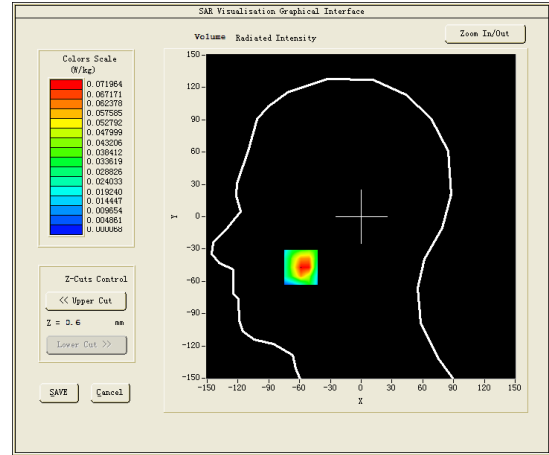 SAR Visualisation Graphical Interface
Volume Radiated Intensity
Zoom In/Out
Colors Scale
(W/kg)
0.071964
0.067171
0.062378
0.057585
0.052792
0.047999
0.043206
0.038412
0.033619
0.028826
0.024033
0.019240
0.014447
0.009654
0.004861
0.000068
Z-Cuts Control
<< Upper Cut
Z = 0.6 mm
Lower Cut >>
SAVE Cancel
150
120
90
60
30
0
-30
-60
-90
-120
-150
Y
-150 -120 -90 -60 -30 0 30 60 90 120 150
X